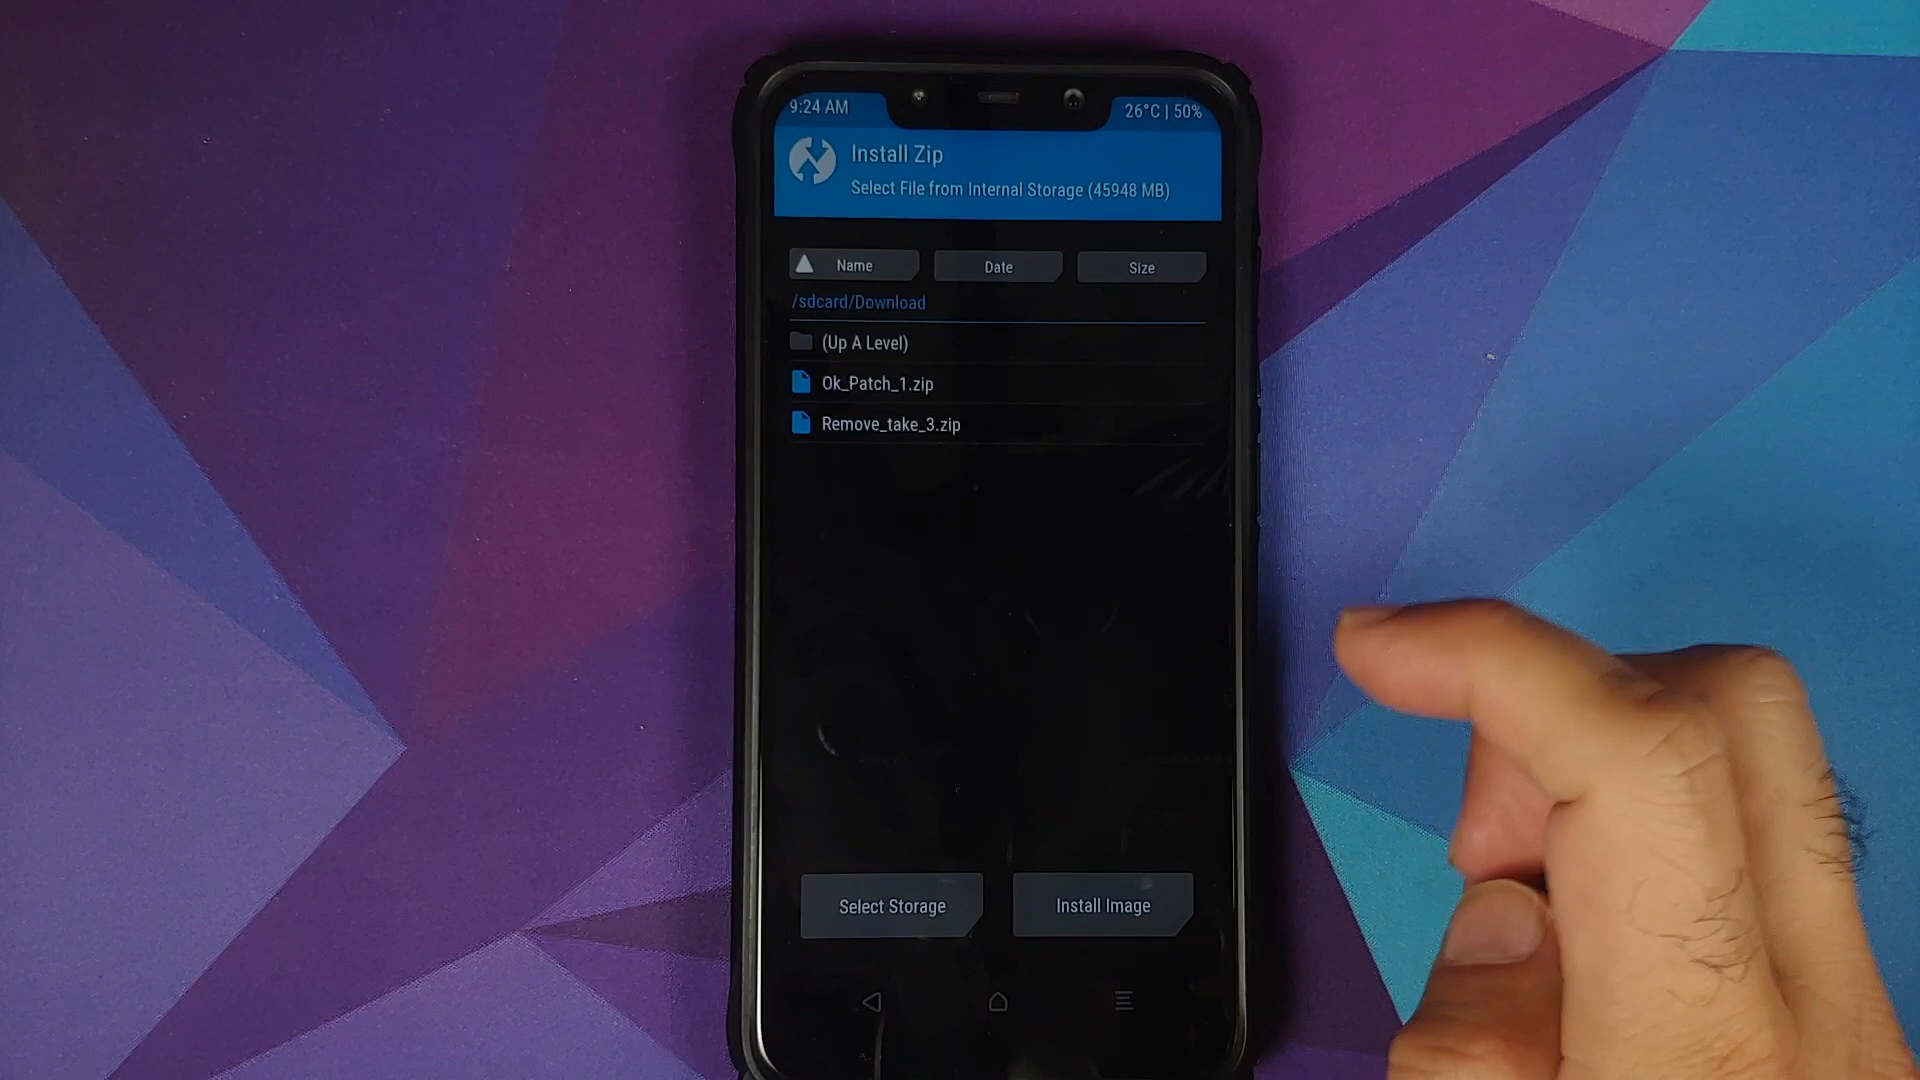 9:24 AM
26°C | 50%
Install Zip
Select File from Internal Storage (45948 MB)
Name
Date
Size
/sdcard/Download
(Up A Level)
Ok_Patch_1.zip
Remove_take_3.zip
Select Storage
Install Image